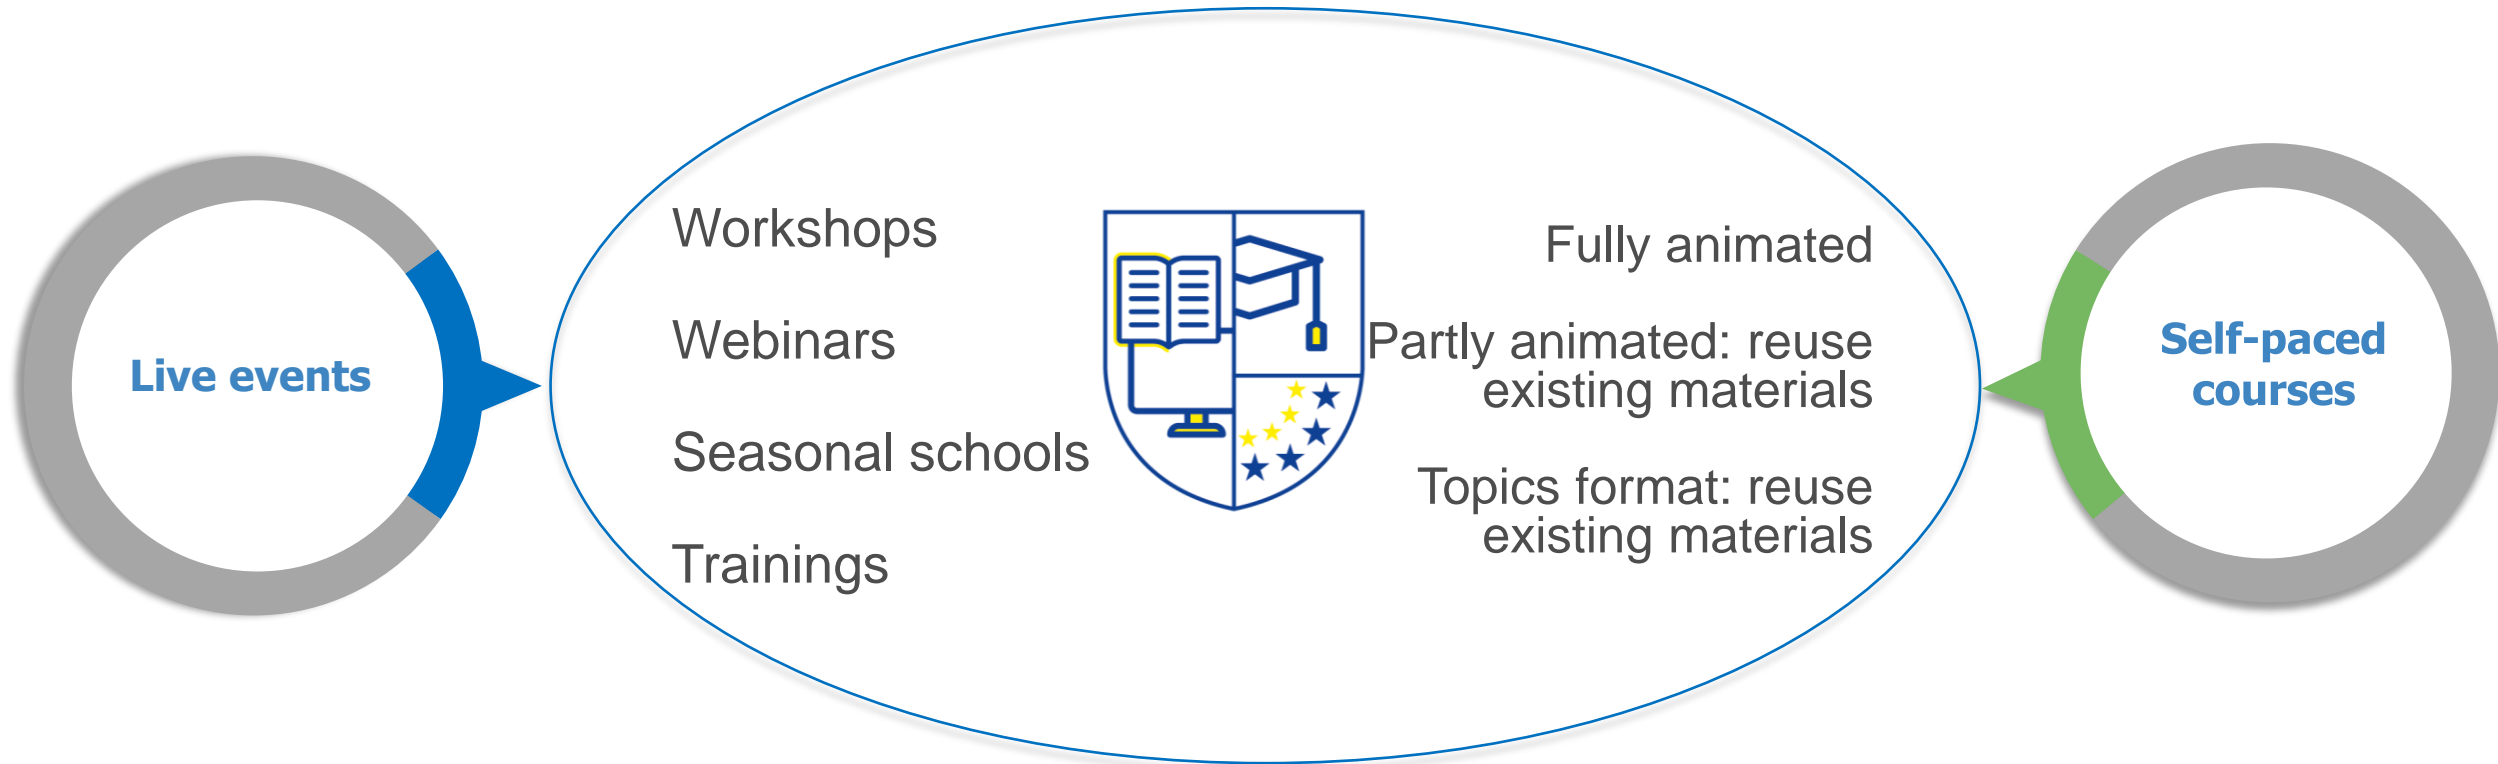 Live events
Workshops
Webinars
Seasonal schools
Trainings
Fully animated
Partly animated: reuse
existing materials
Topics format: reuse
existing materials
Self-paced
courses